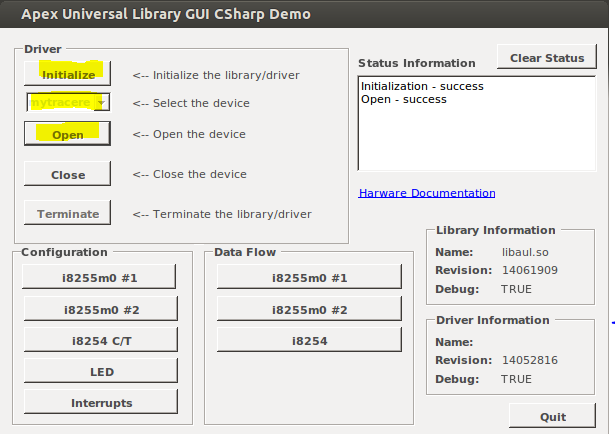 Apex Universal Library GUI CSharp Demo
Driver
Initialize
<-- Initialize the library/driver
mytracere
<-- Select the device
Open
<-- Open the device
Close
<-- Close the device
Terminate
<-- Terminate the library/driver
Status Information
Clear Status
Initialization - success
Open - success
Harware Documentation
Configuration
i8255m0 #1
i8255m0 #2
i8254 C/T
LED
Interrupts
Data Flow
i8255m0 #1
i8255m0 #2
i8254
Library Information
Name: libaul.so
Revision: 14061909
Debug: TRUE
Driver Information
Name:
Revision: 14052816
Debug: TRUE
Quit